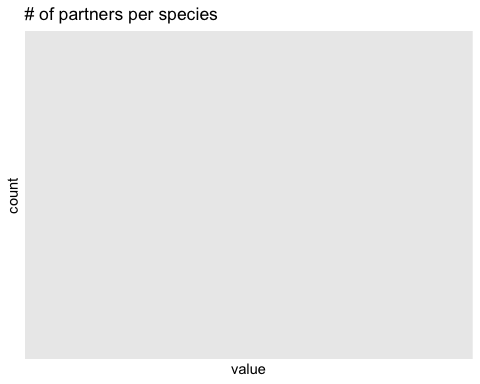 # of partners per species
count
value